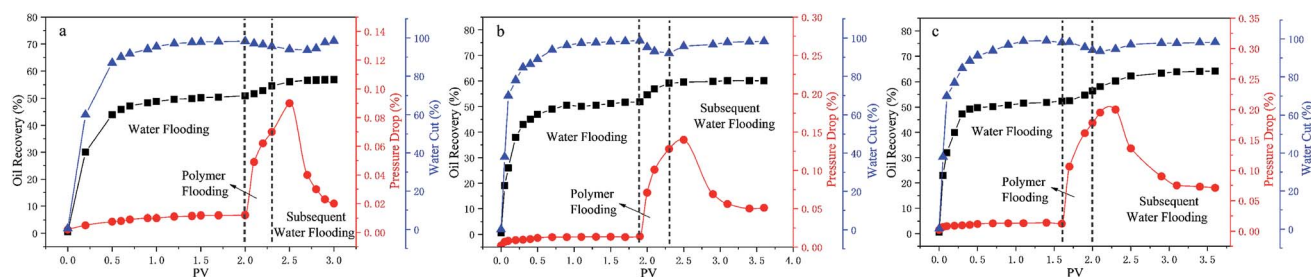 a
Oil Recovery (%)
80
70
60
50
40
30
20
10
0
Water Flooding
Polymer
Flooding
Subsequent
Water Flooding
0.0 0.5 1.0 1.5 2.0 2.5 3.0
PV
0.14
0.12
0.10
0.08
0.06
0.04
0.02
0.00
Pressure Drop (%)
100
80
60
40
20
0
Water Cut (%)
b
Oil Recovery (%)
80
70
60
50
40
30
20
10
0
Water Flooding
Subsequent
Water Flooding
Polymer
Flooding
0.0 0.5 1.0 1.5 2.0 2.5 3.0 3.5 4.0
PV
0.30
0.25
0.20
0.15
0.10
0.05
0.00
Pressure Drop (%)
100
80
60
40
20
0
Water Cut (%)
c
Oil Recovery (%)
80
70
60
50
40
30
20
10
0
Water Flooding
Polymer
Flooding
Subsequent
Water Flooding
0.0 0.5 1.0 1.5 2.0 2.5 3.0 3.5
PV
0.35
0.30
0.25
0.20
0.15
0.10
0.05
0.00
Pressure Drop (%)
100
80
60
40
20
0
Water Cut (%)